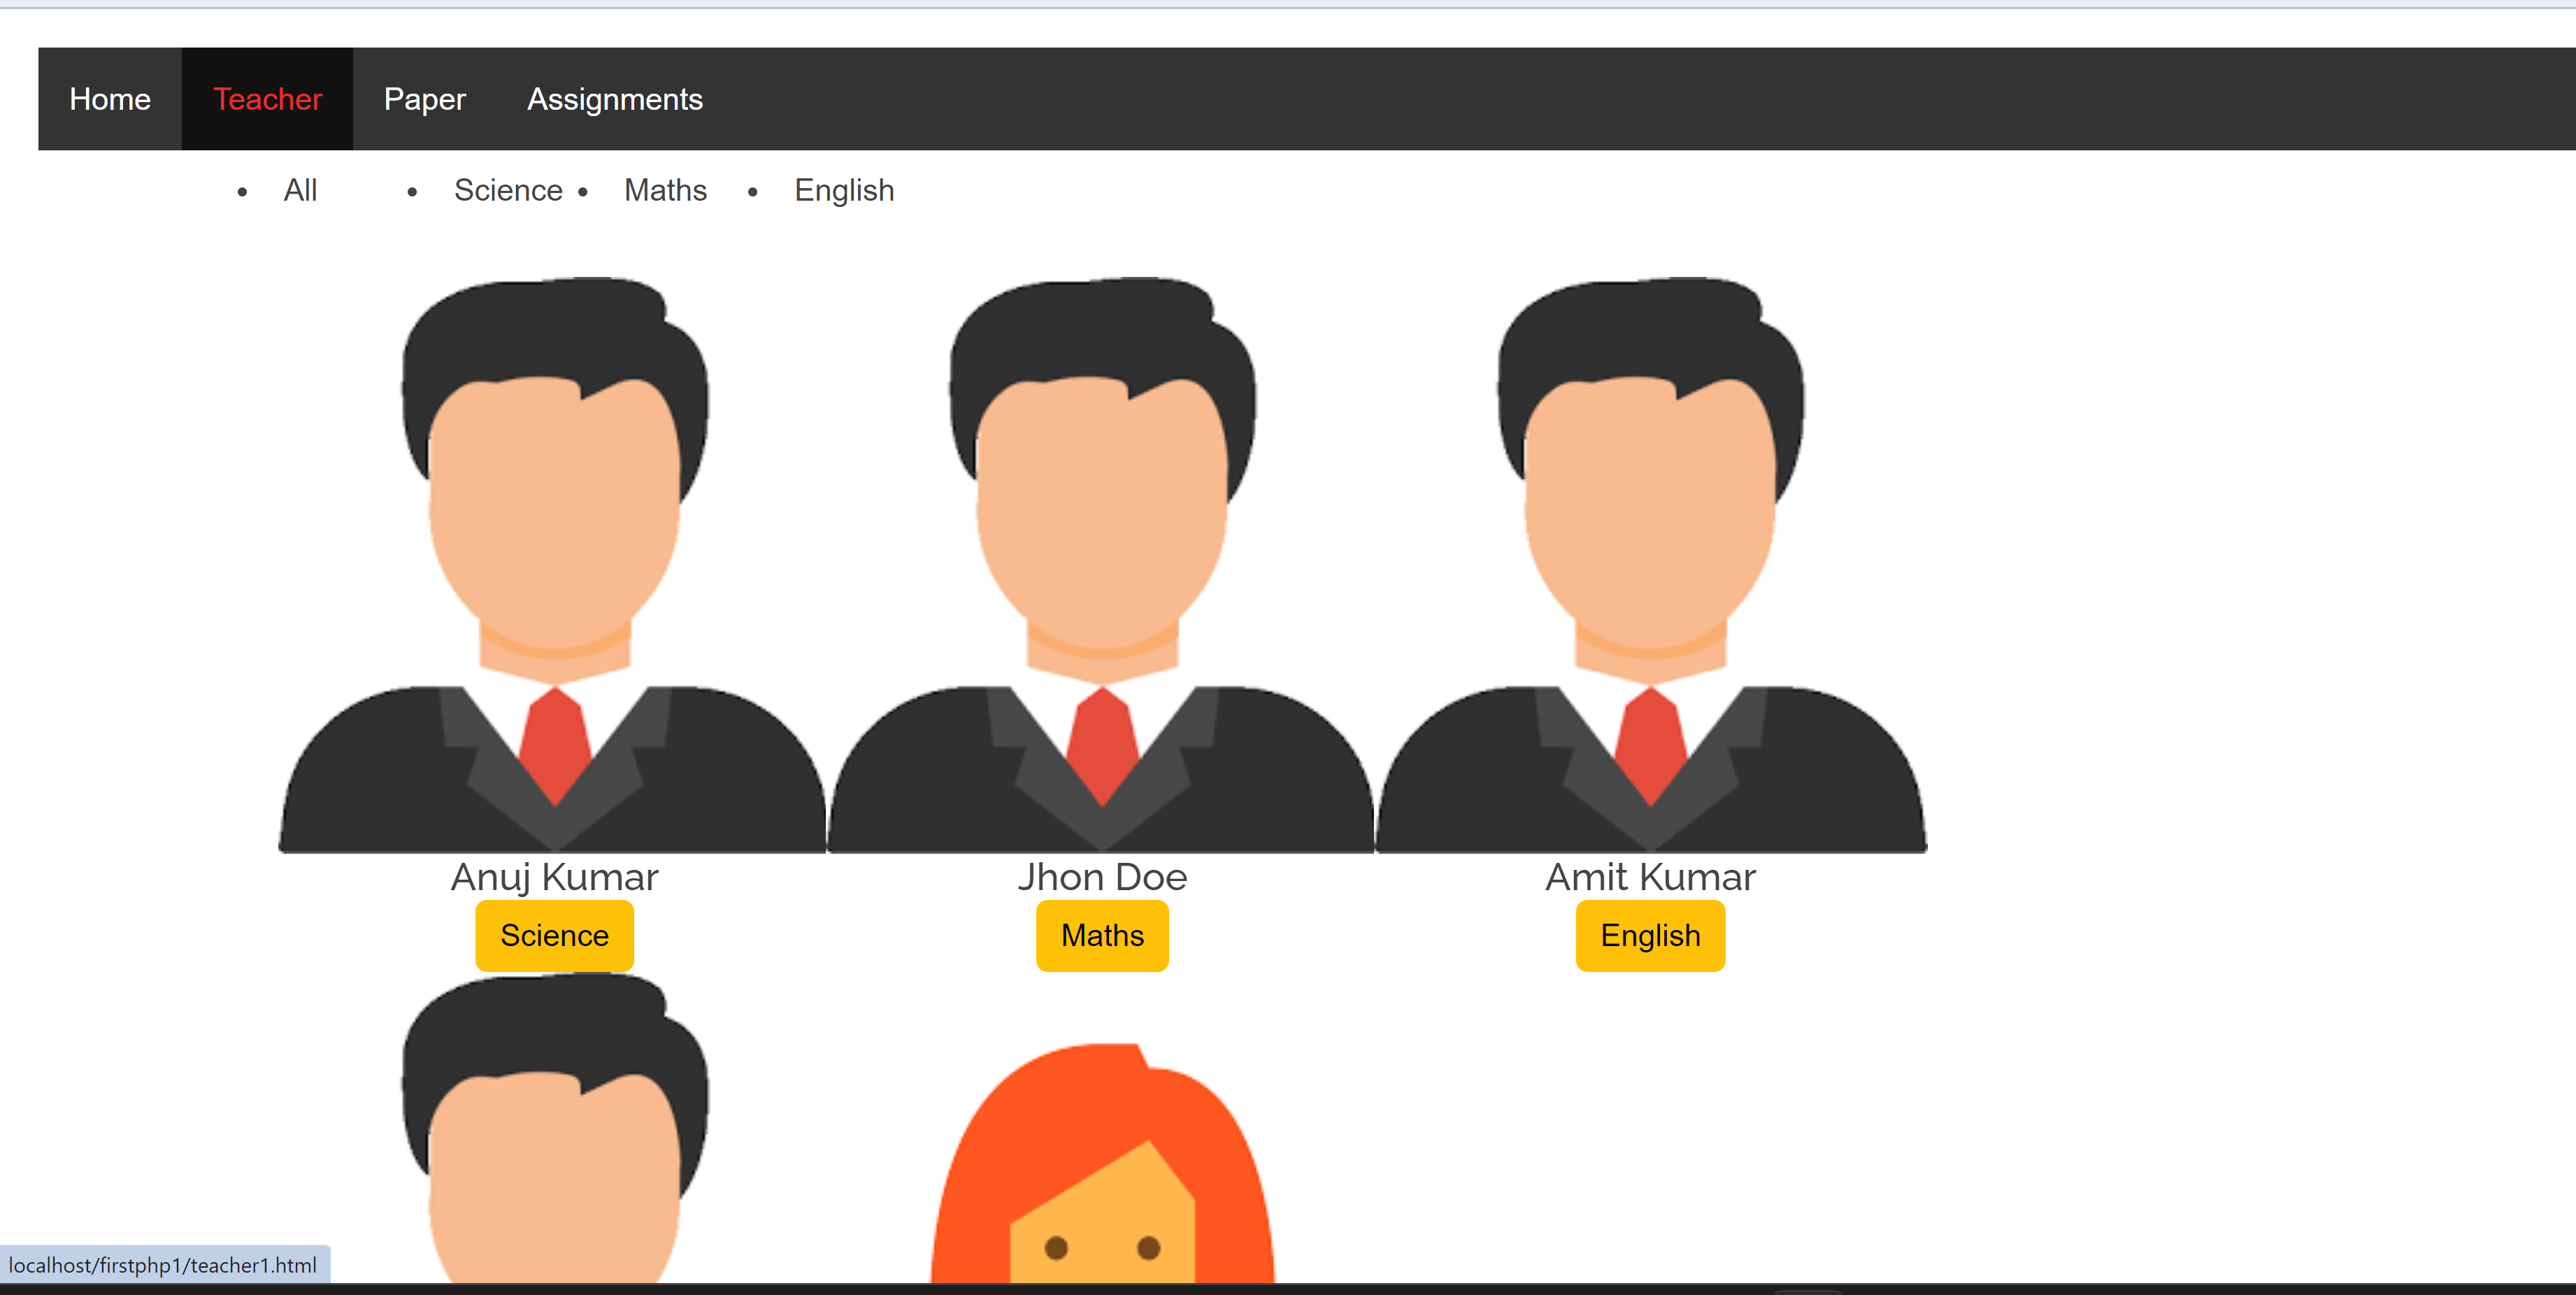 Home Teacher Paper Assignments
• All • Science • Maths • English
Anuj Kumar Jhon Doe Amit Kumar
Science Maths English
localhost/firstphp1/teacher1.html